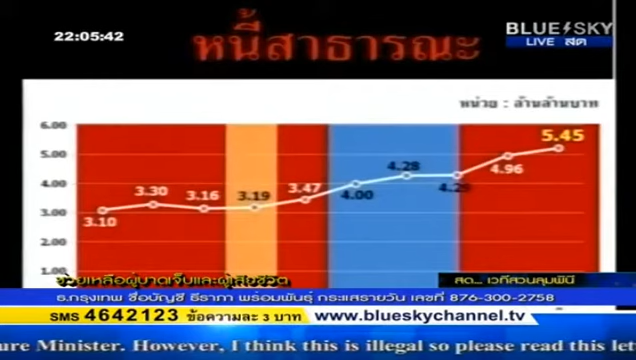 22:05:42
BLUE SKY
LIVE สด
หนี้สาธารณะ
หน่วย : ล้านล้านบาท
6.00
5.00
4.00
3.00
2.00
1.00
3.10
3.30
3.16
3.19
3.47
4.00
4.28
4.96
5.45
ช่วยเหลือผู้บาดเจ็บและผู้เสียชีวิต
สด... เวทีสวนลุมพินี
ธ.กรุงเทพ ชื่อบัญชี ธีราภา พร้อมพันธุ์ กระแสรายวัน เลขที่ 876-300-2758
SMS 4642123 ข้อความละ 3 บาท www.blueskychannel.tv
ure Minister. However, I think this is illegal so please read this let